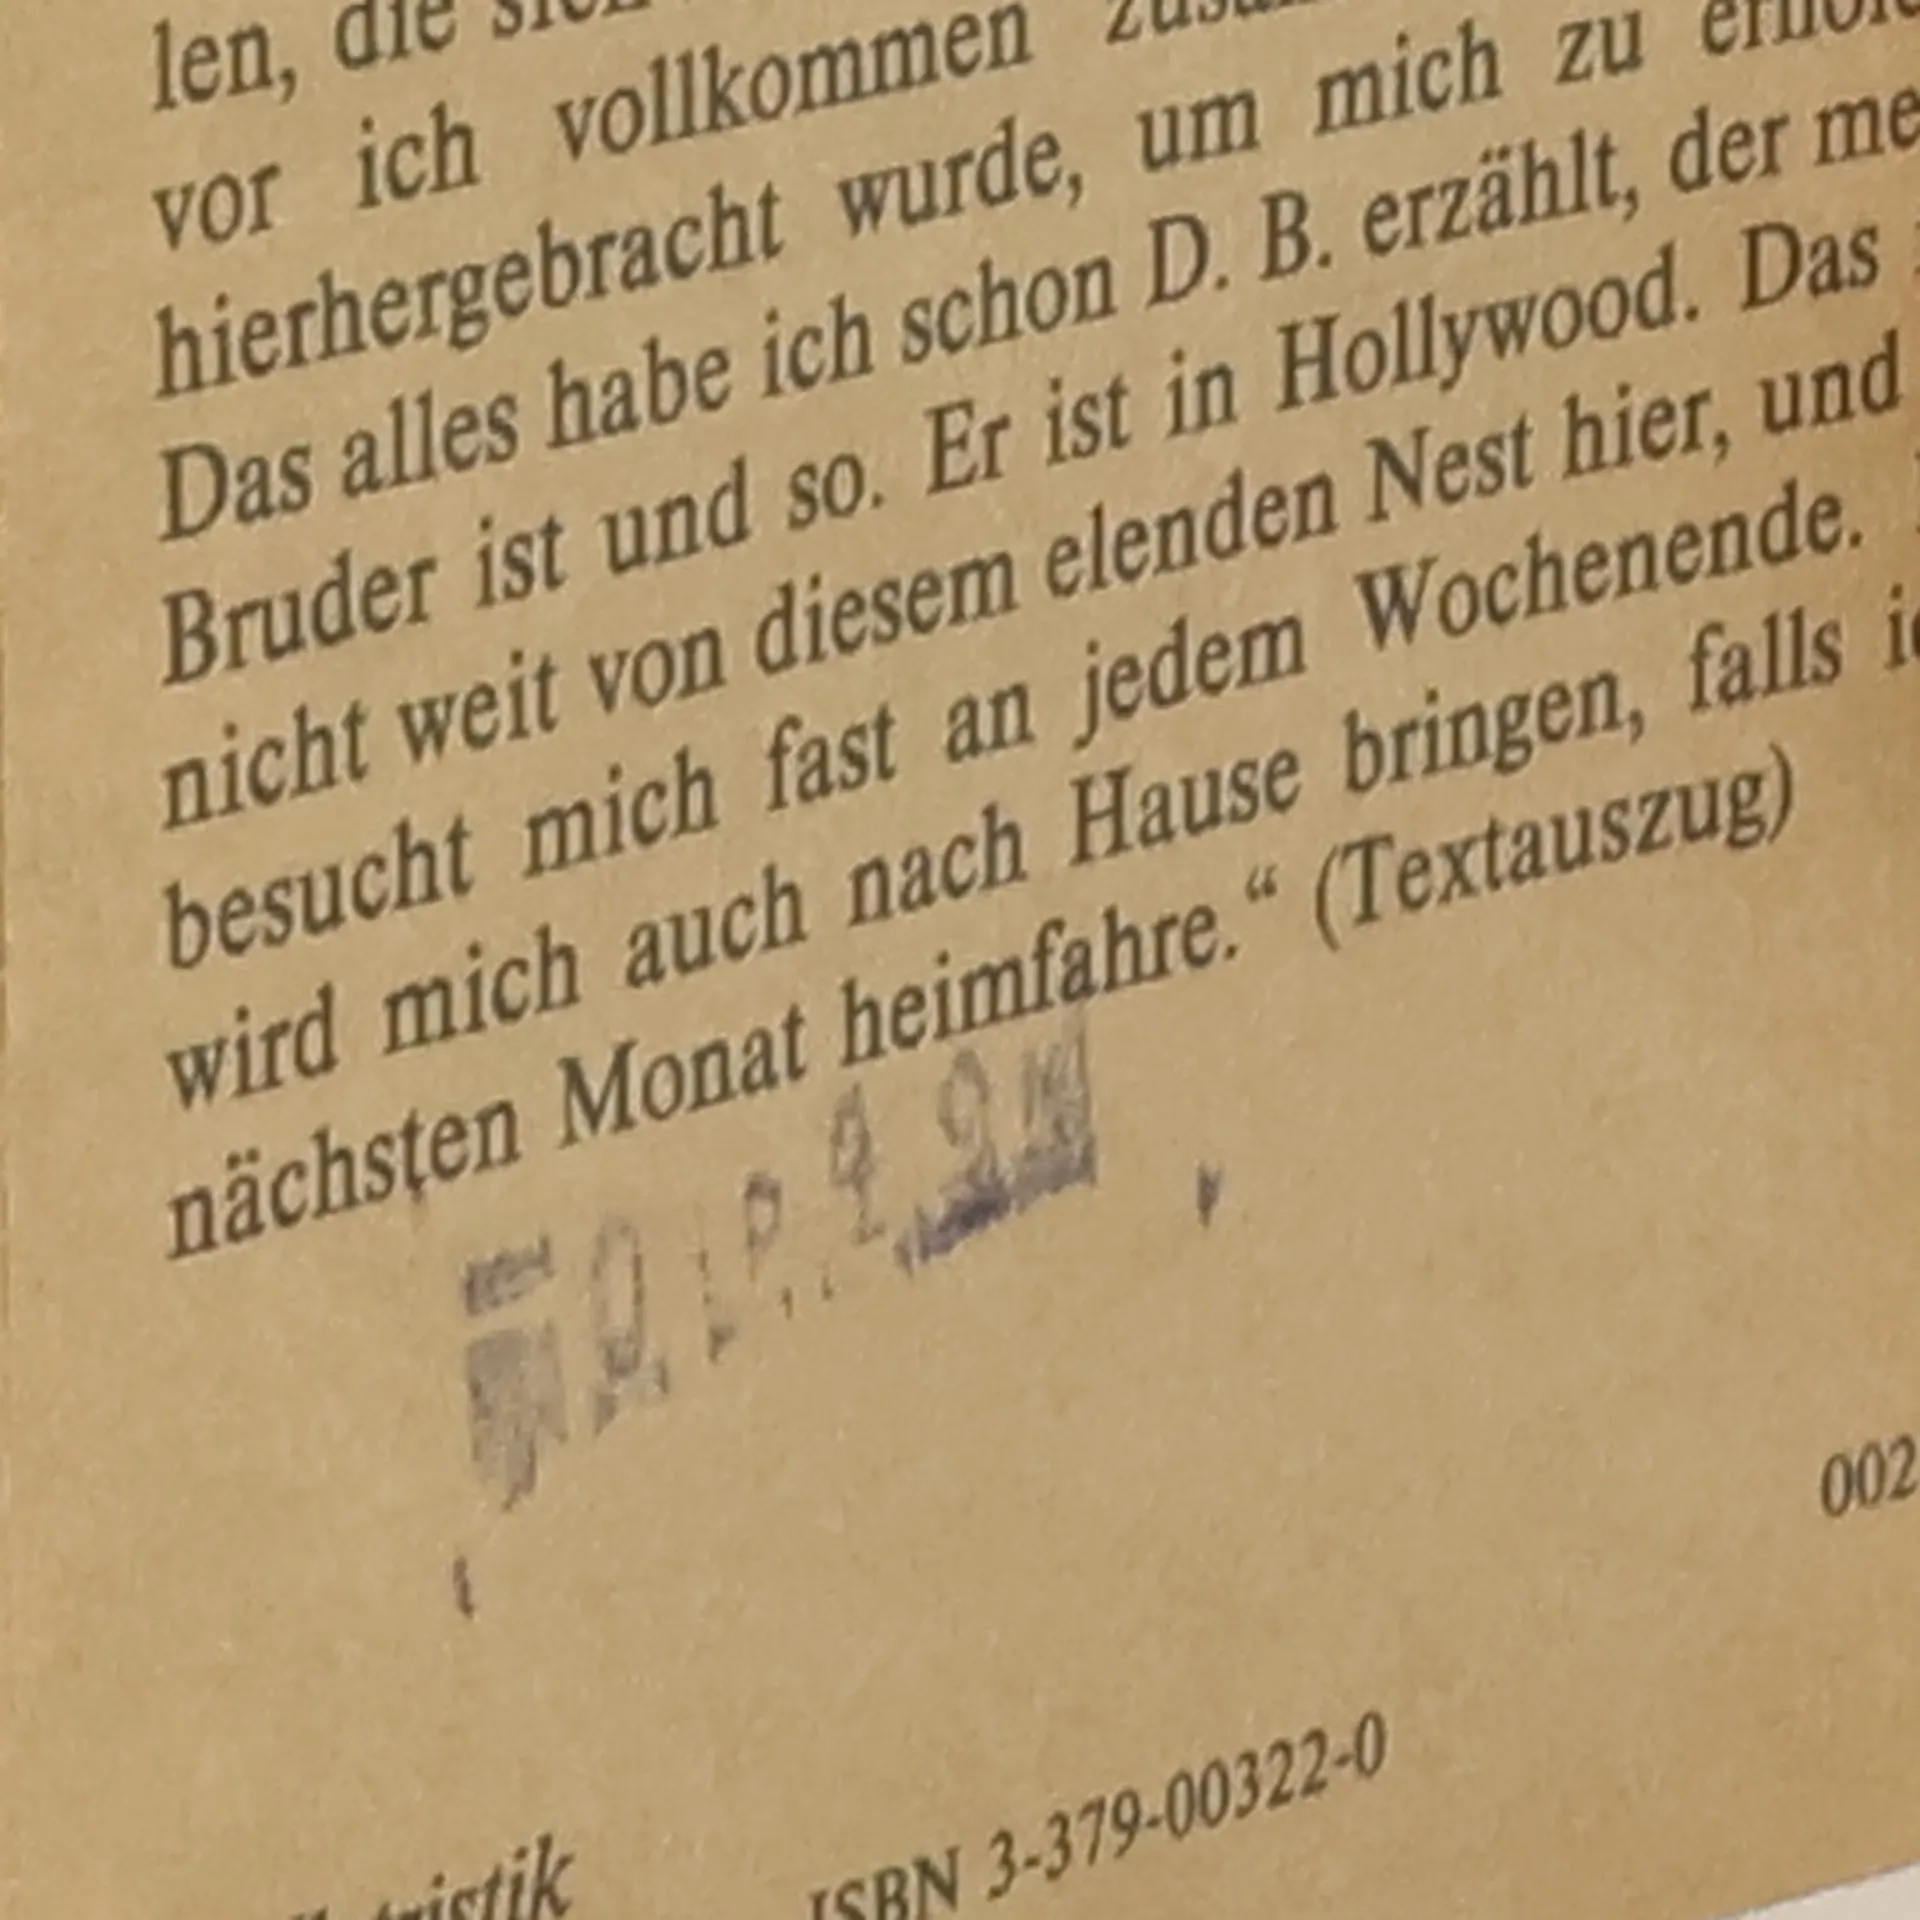 len, die
vor ich vollkommen
hierhergebracht wurde, um mich zu
Das alles habe ich schon D. B. erzählt, der
Bruder ist und so. Er ist in Hollywood. Das
nicht weit von diesem elenden Nest hier, und
besucht mich fast an jedem Wochenende.
wird mich auch nach Hause bringen, falls
nächsten Monat heimfahre.“ (Textauszug)
002
ISBN 3-379-00322-0